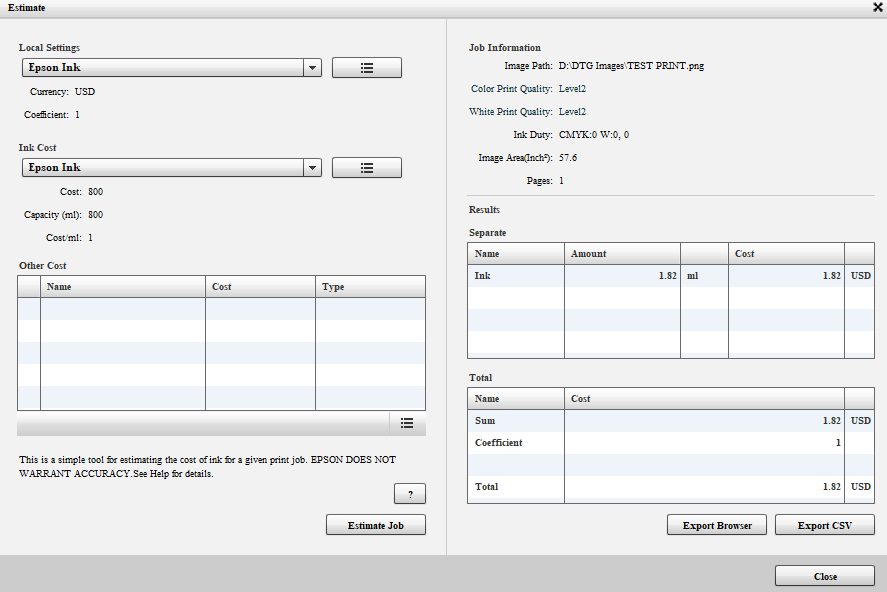 Estimate
Local Settings
Epson Ink
Currency: USD
Coefficient: 1
Ink Cost
Epson Ink
Cost: 800
Capacity (ml): 800
Cost/ml: 1
Other Cost
Name Cost Type
This is a simple tool for estimating the cost of ink for a given print job. EPSON DOES NOT
WARRANT ACCURACY.See Help for details.
?
Estimate Job
Job Information
Image Path: D:\DTG Images\TEST PRINT.png
Color Print Quality: Level2
White Print Quality: Level2
Ink Duty: CMYK:0 W:0, 0
Image Area(Inch²): 57.6
Pages: 1
Results
Separate
Name Amount Cost
Ink 1.82 ml 1.82 USD
Total
Name Cost
Sum 1.82 USD
Coefficient 1
Total 1.82 USD
Export Browser Export CSV
Close